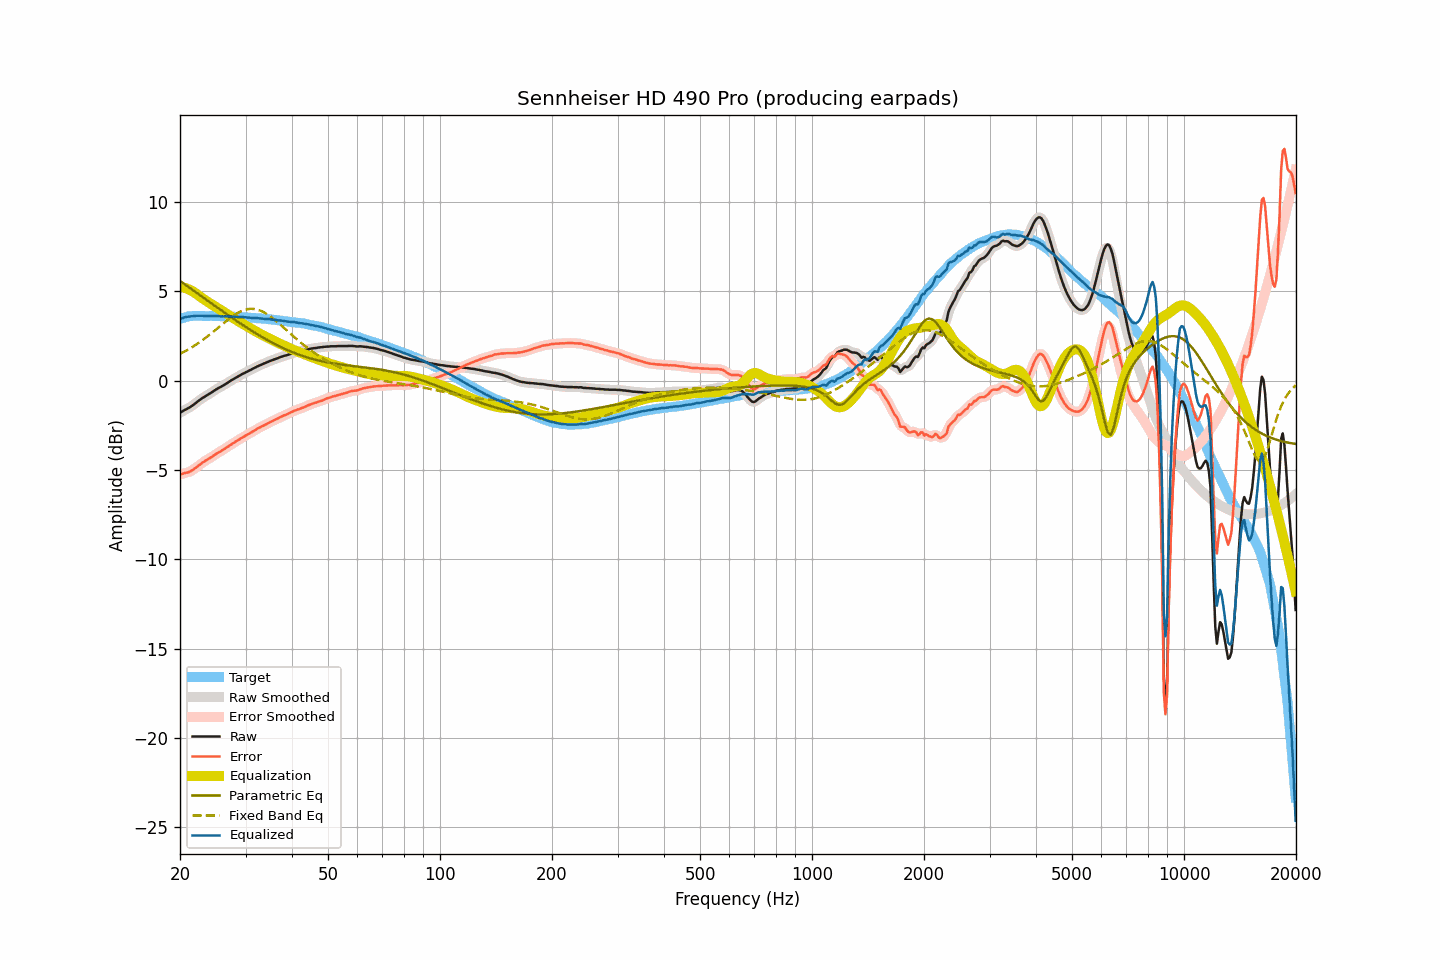 Sennheiser HD 490 Pro (producing earpads)
Amplitude (dBr)
10
5
0
−5
−10
−15
−20
−25
Target
Raw Smoothed
Error Smoothed
Raw
Error
Equalization
Parametric Eq
Fixed Band Eq
Equalized
20 50 100 200 500 1000 2000 5000 10000 20000
Frequency (Hz)